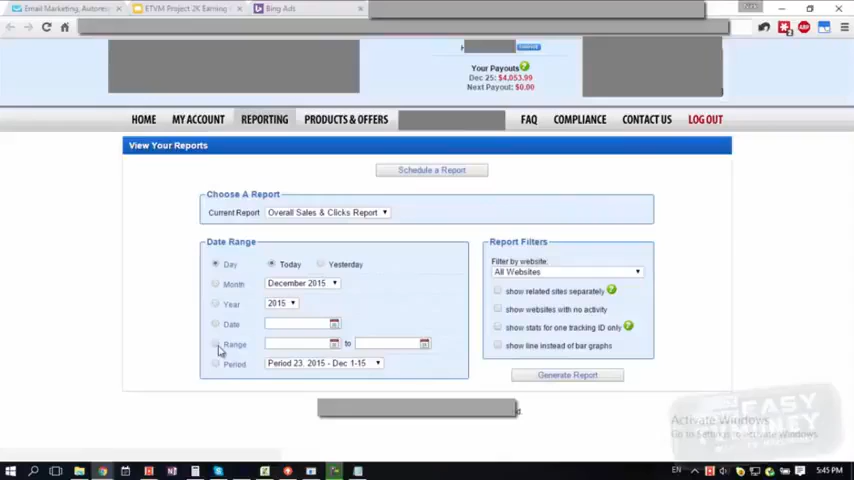 Email Marketing, Autores
ETVM Project 2K Earning
Bing Ads
Your Payouts
Dec 25: $4,053.99
Next Payout: $0.00
HOME MY ACCOUNT REPORTING PRODUCTS & OFFERS FAQ COMPLIANCE CONTACT US LOG OUT
View Your Reports
Schedule a Report
Choose A Report
Current Report Overall Sales & Clicks Report
Date Range
Day Today Yesterday
Month December 2015
Year 2015
Date
Range to
Period Period 23, 2015 - Dec 1-15
Report Filters
Filter by website:
All Websites
show related sites separately
show websites with no activity
show stats for one tracking ID only
show line instead of bar graphs
Generate Report
EASY
MONEY
Activate Windows
Go to Settings to activate Windows.
EN 5:45 PM